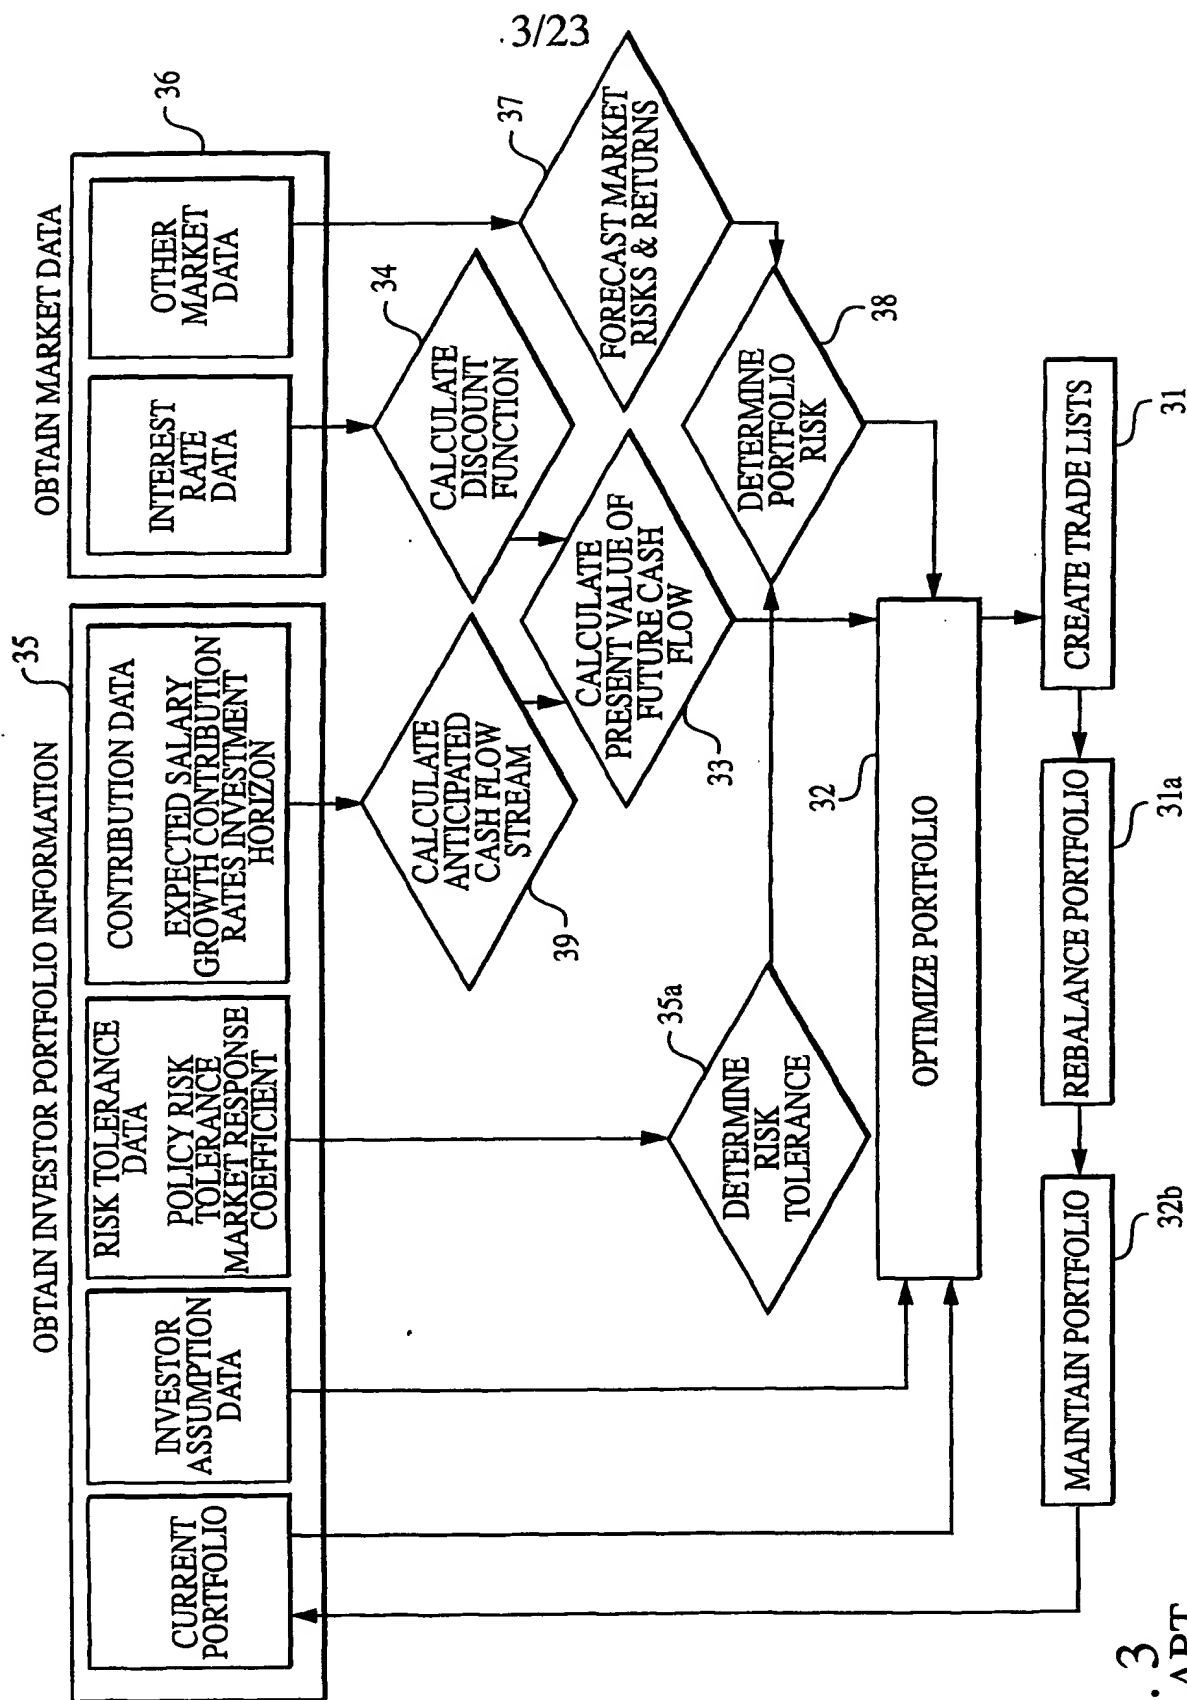 3/23
OBTAIN INVESTOR PORTFOLIO INFORMATION
35
CURRENT
PORTFOLIO
INVESTOR
ASSUMPTION
DATA
RISK TOLERANCE
DATA
POLICY RISK
TOLERANCE
MARKET RESPONSE
COEFFICIENT
CONTRIBUTION DATA
EXPECTED SALARY
GROWTH CONTRIBUTION
RATES INVESTMENT
HORIZON
OBTAIN MARKET DATA
36
INTEREST
RATE
DATA
OTHER
MARKET
DATA
CALCULATE
ANTICIPATED
CASH FLOW
STREAM
39
CALCULATE
DISCOUNT
FUNCTION
34
CALCULATE
PRESENT VALUE OF
FUTURE CASH
FLOW
33
FORECAST MARKET
RISKS & RETURNS
37
DETERMINE
RISK
TOLERANCE
35a
DETERMINE
PORTFOLIO
RISK
38
OPTIMIZE PORTFOLIO
32
MAINTAIN PORTFOLIO
32b
REBALANCE PORTFOLIO
31a
CREATE TRADE LISTS
31
. 3
ART